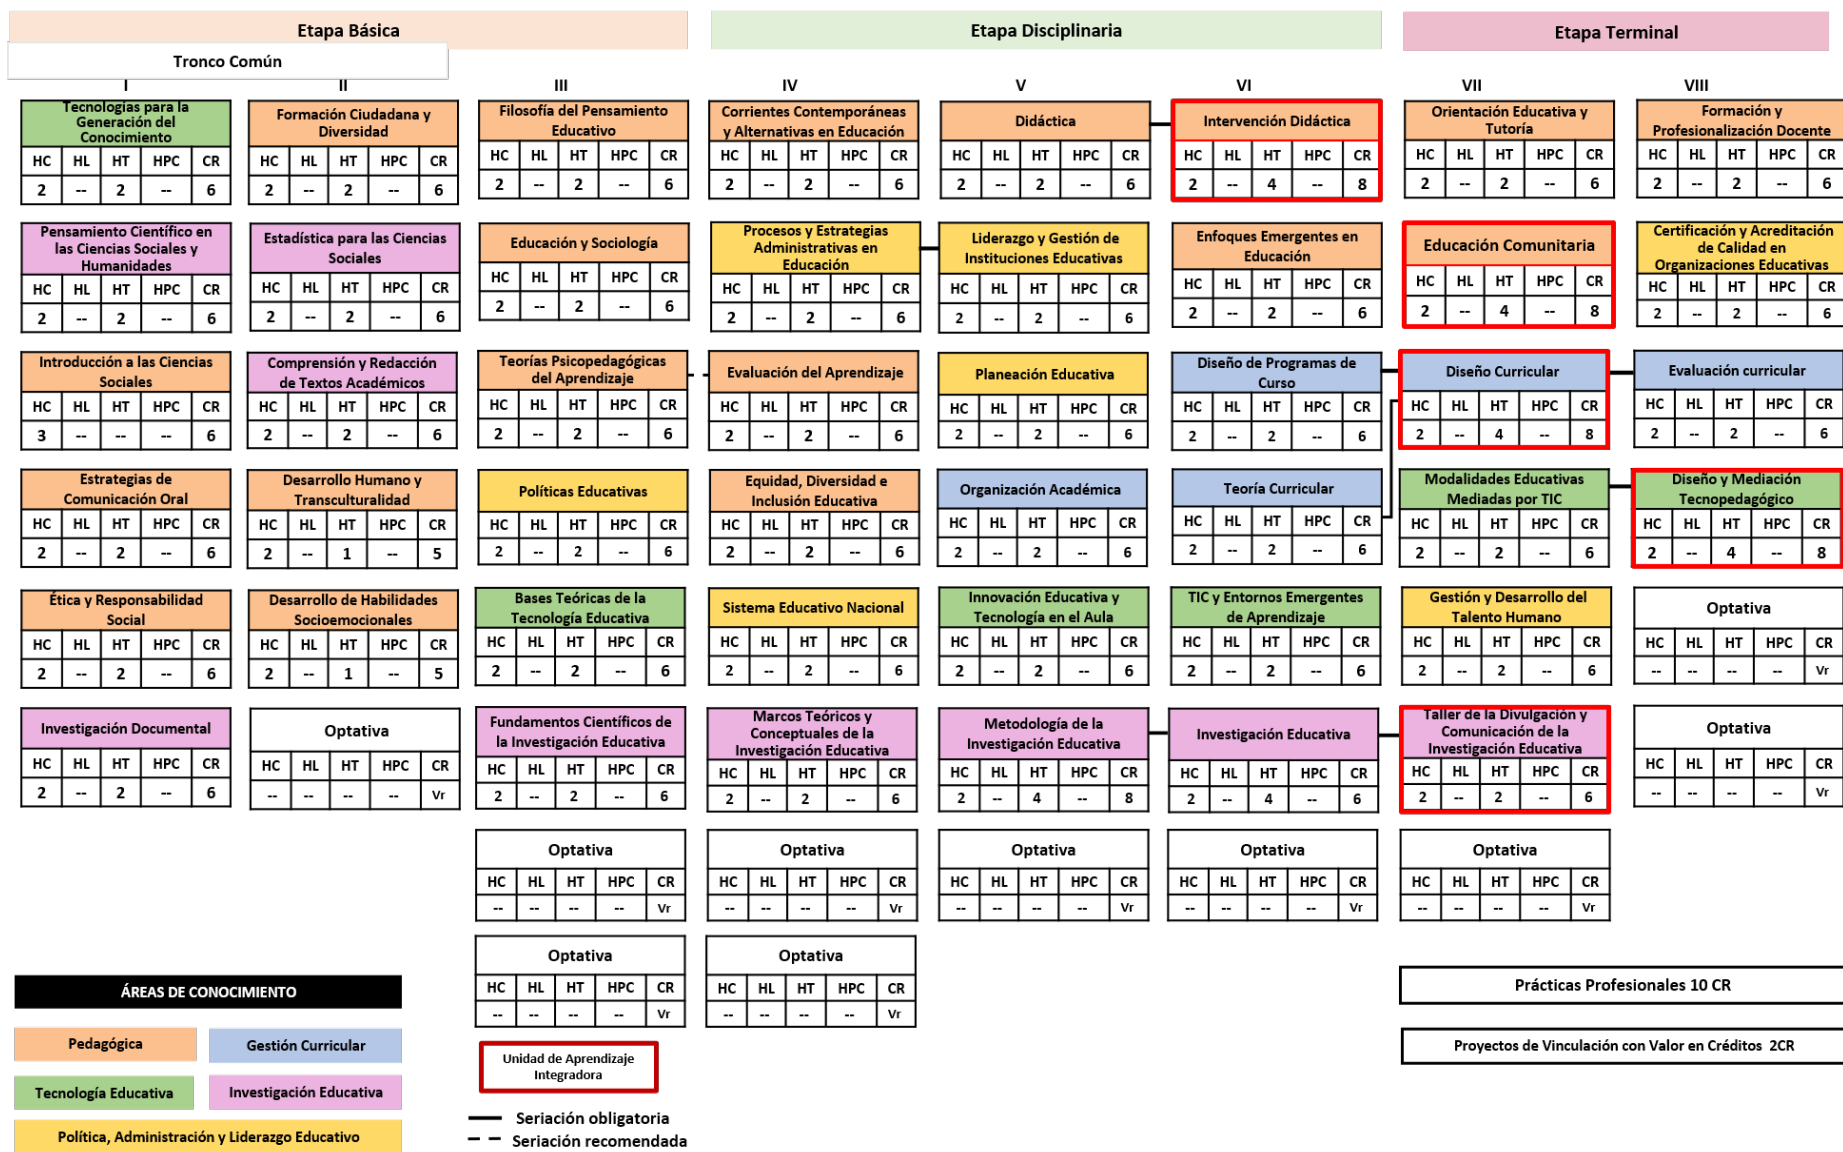 Etapa Básica
Etapa Disciplinaria
Etapa Terminal
Tronco Común
I II III IV V VI VII VIII
Tecnologías para la
Generación del
Conocimiento
HC HL HT HPC CR
2 -- 2 -- 6
Formación Ciudadana y
Diversidad
HC HL HT HPC CR
2 -- 2 -- 6
Filosofía del Pensamiento
Educativo
HC HL HT HPC CR
2 -- 2 -- 6
Corrientes Contemporáneas
y Alternativas en Educación
HC HL HT HPC CR
2 -- 2 -- 6
Didáctica
HC HL HT HPC CR
2 -- 2 -- 6
Intervención Didáctica
HC HL HT HPC CR
2 -- 4 -- 8
Orientación Educativa y
Tutoría
HC HL HT HPC CR
2 -- 2 -- 6
Formación y
Profesionalización Docente
HC HL HT HPC CR
2 -- 2 -- 6
Pensamiento Científico en
las Ciencias Sociales y
Humanidades
HC HL HT HPC CR
2 -- 2 -- 6
Estadística para las Ciencias
Sociales
HC HL HT HPC CR
2 -- 2 -- 6
Educación y Sociología
HC HL HT HPC CR
2 -- 2 -- 6
Procesos y Estrategias
Administrativas en
Educación
HC HL HT HPC CR
2 -- 2 -- 6
Liderazgo y Gestión de
Instituciones Educativas
HC HL HT HPC CR
2 -- 2 -- 6
Enfoques Emergentes en
Educación
HC HL HT HPC CR
2 -- 2 -- 6
Educación Comunitaria
HC HL HT HPC CR
2 -- 4 -- 8
Certificación y Acreditación
de Calidad en
Organizaciones Educativas
HC HL HT HPC CR
2 -- 2 -- 6
Introducción a las Ciencias
Sociales
HC HL HT HPC CR
3 -- -- -- 6
Comprensión y Redacción
de Textos Académicos
HC HL HT HPC CR
2 -- 2 -- 6
Teorías Psicopedagógicas
del Aprendizaje
HC HL HT HPC CR
2 -- 2 -- 6
Evaluación del Aprendizaje
HC HL HT HPC CR
2 -- 2 -- 6
Planeación Educativa
HC HL HT HPC CR
2 -- 2 -- 6
Diseño de Programas de
Curso
HC HL HT HPC CR
2 -- 2 -- 6
Diseño Curricular
HC HL HT HPC CR
2 -- 4 -- 8
Evaluación curricular
HC HL HT HPC CR
2 -- 2 -- 6
Estrategias de
Comunicación Oral
HC HL HT HPC CR
2 -- 2 -- 6
Desarrollo Humano y
Transculturalidad
HC HL HT HPC CR
2 -- 1 -- 5
Políticas Educativas
HC HL HT HPC CR
2 -- 2 -- 6
Equidad, Diversidad e
Inclusión Educativa
HC HL HT HPC CR
2 -- 2 -- 6
Organización Académica
HC HL HT HPC CR
2 -- 2 -- 6
Teoría Curricular
HC HL HT HPC CR
2 -- 2 -- 6
Modalidades Educativas
Mediadas por TIC
HC HL HT HPC CR
2 -- 2 -- 6
Diseño y Mediación
Tecnopedagógico
HC HL HT HPC CR
2 -- 4 -- 8
Ética y Responsabilidad
Social
HC HL HT HPC CR
2 -- 2 -- 6
Desarrollo de Habilidades
Socioemocionales
HC HL HT HPC CR
2 -- 1 -- 5
Bases Teóricas de la
Tecnología Educativa
HC HL HT HPC CR
2 -- 2 -- 6
Sistema Educativo Nacional
HC HL HT HPC CR
2 -- 2 -- 6
Innovación Educativa y
Tecnología en el Aula
HC HL HT HPC CR
2 -- 2 -- 6
TIC y Entornos Emergentes
de Aprendizaje
HC HL HT HPC CR
2 -- 2 -- 6
Gestión y Desarrollo del
Talento Humano
HC HL HT HPC CR
2 -- 2 -- 6
Optativa
HC HL HT HPC CR
-- -- -- -- Vr
Investigación Documental
HC HL HT HPC CR
2 -- 2 -- 6
Optativa
HC HL HT HPC CR
-- -- -- -- Vr
Fundamentos Científicos de
la Investigación Educativa
HC HL HT HPC CR
2 -- 2 -- 6
Marcos Teóricos y
Conceptuales de la
Investigación Educativa
HC HL HT HPC CR
2 -- 2 -- 6
Metodología de la
Investigación Educativa
HC HL HT HPC CR
2 -- 4 -- 8
Investigación Educativa
HC HL HT HPC CR
2 -- 4 -- 6
Taller de la Divulgación y
Comunicación de la
Investigación Educativa
HC HL HT HPC CR
2 -- 2 -- 6
Optativa
HC HL HT HPC CR
-- -- -- -- Vr
Optativa
HC HL HT HPC CR
-- -- -- -- Vr
Optativa
HC HL HT HPC CR
-- -- -- -- Vr
Optativa
HC HL HT HPC CR
-- -- -- -- Vr
Optativa
HC HL HT HPC CR
-- -- -- -- Vr
Optativa
HC HL HT HPC CR
-- -- -- -- Vr
Optativa
HC HL HT HPC CR
-- -- -- -- Vr
Optativa
HC HL HT HPC CR
-- -- -- -- Vr
ÁREAS DE CONOCIMIENTO
Pedagógica
Gestión Curricular
Tecnología Educativa
Investigación Educativa
Política, Administración y Liderazgo Educativo
Unidad de Aprendizaje
Integradora
Seriación obligatoria
Seriación recomendada
Prácticas Profesionales 10 CR
Proyectos de Vinculación con Valor en Créditos 2CR